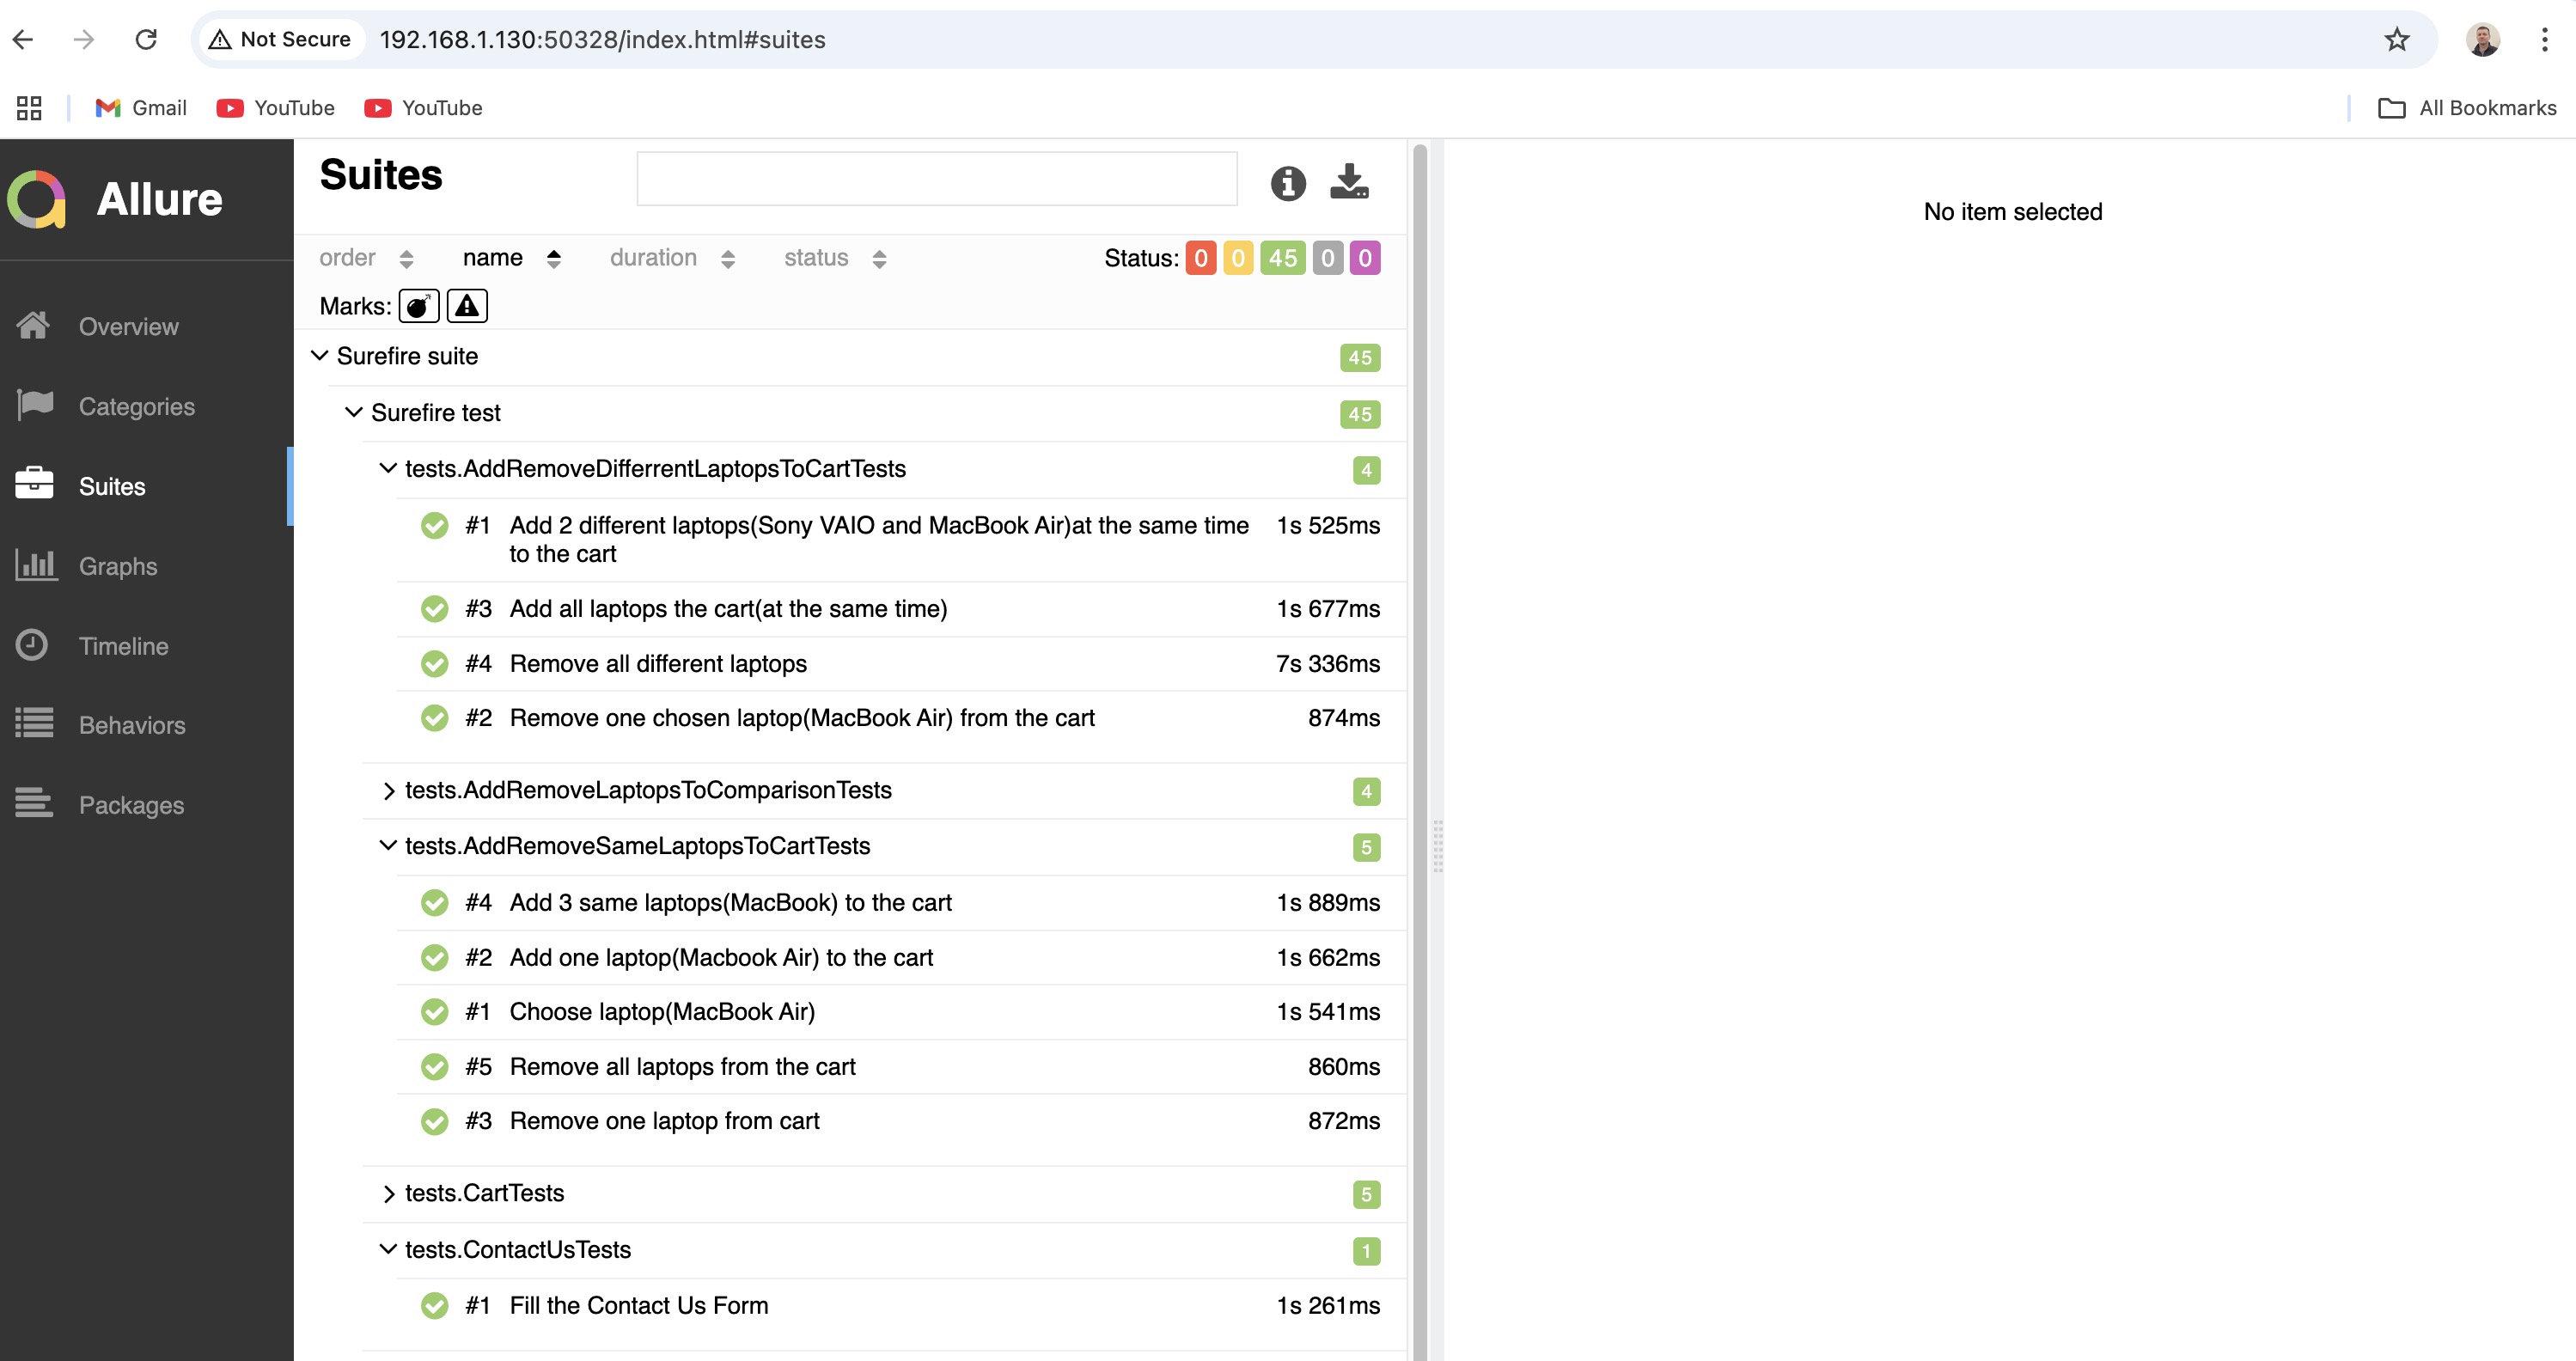 Not Secure 192.168.1.130:50328/index.html#suites
Gmail YouTube YouTube All Bookmarks
Allure
Overview
Categories
Suites
Graphs
Timeline
Behaviors
Packages
Suites
order name duration status Status: 0 0 45 0 0
Marks:
Surefire suite 45
Surefire test 45
tests.AddRemoveDifferrentLaptopsToCartTests 4
#1 Add 2 different laptops(Sony VAIO and MacBook Air)at the same time 1s 525ms
to the cart
#3 Add all laptops the cart(at the same time) 1s 677ms
#4 Remove all different laptops 7s 336ms
#2 Remove one chosen laptop(MacBook Air) from the cart 874ms
tests.AddRemoveLaptopsToComparisonTests 4
tests.AddRemoveSameLaptopsToCartTests 5
#4 Add 3 same laptops(MacBook) to the cart 1s 889ms
#2 Add one laptop(Macbook Air) to the cart 1s 662ms
#1 Choose laptop(MacBook Air) 1s 541ms
#5 Remove all laptops from the cart 860ms
#3 Remove one laptop from cart 872ms
tests.CartTests 5
tests.ContactUsTests 1
#1 Fill the Contact Us Form 1s 261ms
No item selected